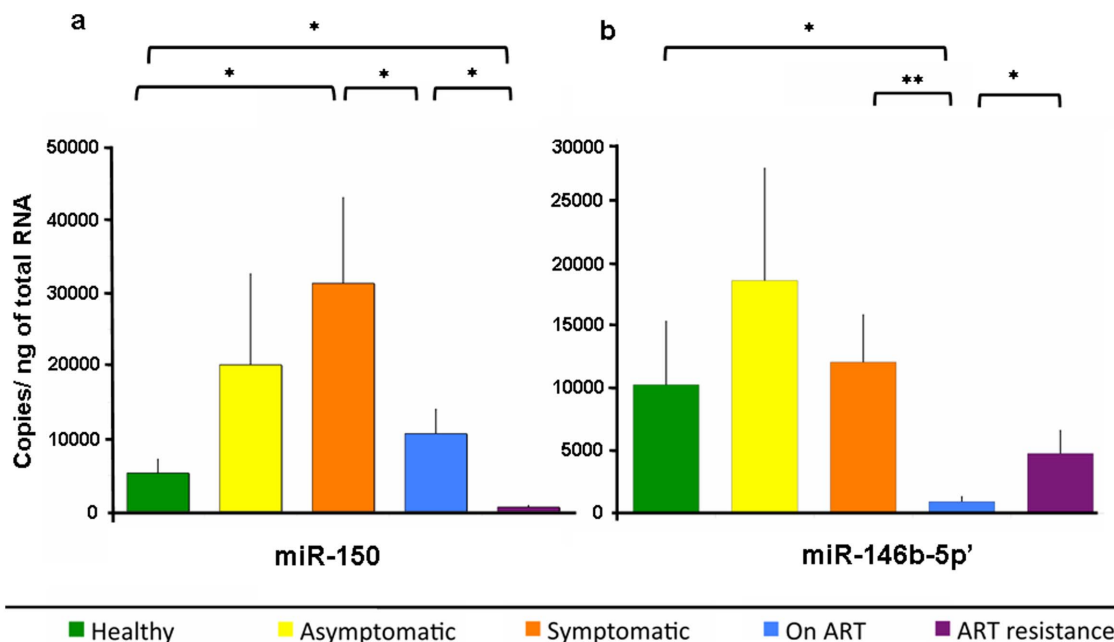 a
*
*
*
*
Copies/ ng of total RNA
50000
40000
30000
20000
10000
0
miR-150
b
*
**
*
30000
25000
20000
15000
10000
5000
0
miR-146b-5p’
Healthy
Asymptomatic
Symptomatic
On ART
ART resistance